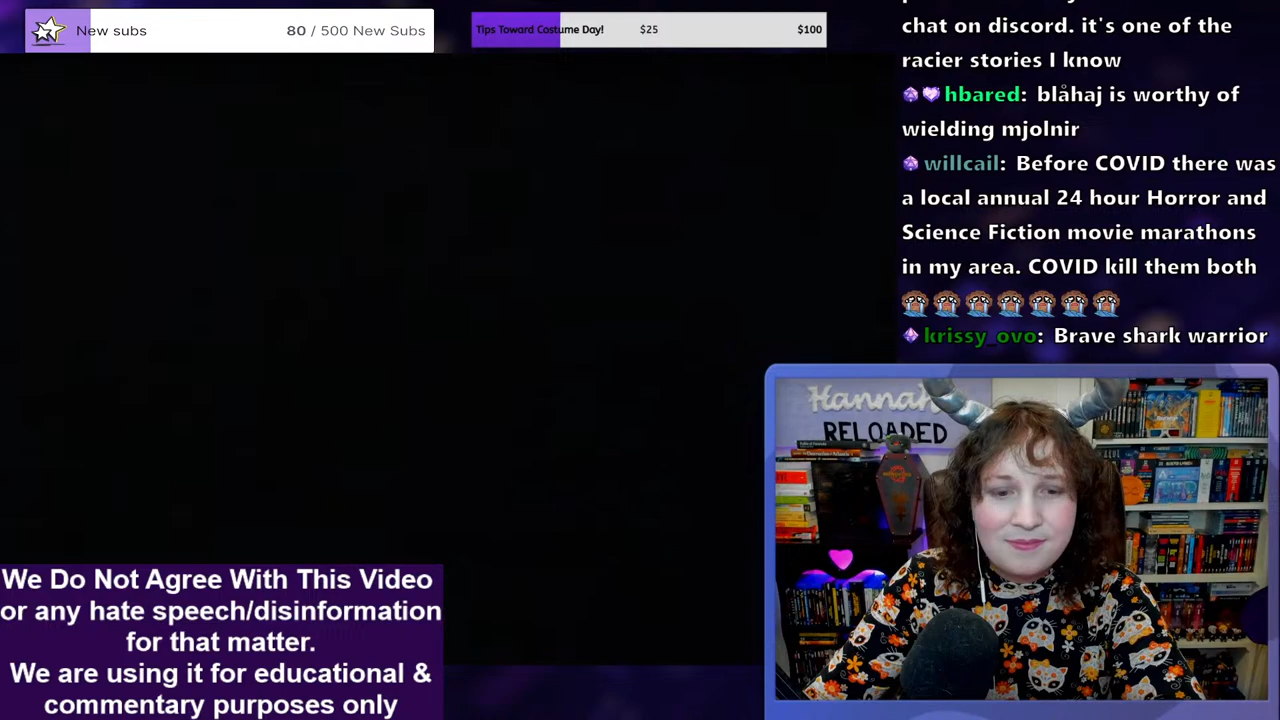 New subs
80 / 500 New Subs
Tips Toward Costume Day!
$25
$100
chat on discord. it's one of the
racier stories I know
hbared: blåhaj is worthy of
wielding mjolnir
willcail: Before COVID there was
a local annual 24 hour Horror and
Science Fiction movie marathons
in my area. COVID kill them both
krissy_ovo: Brave shark warrior
Hannah
RELOADED
We Do Not Agree With This Video
or any hate speech/disinformation
for that matter.
We are using it for educational &
commentary purposes only